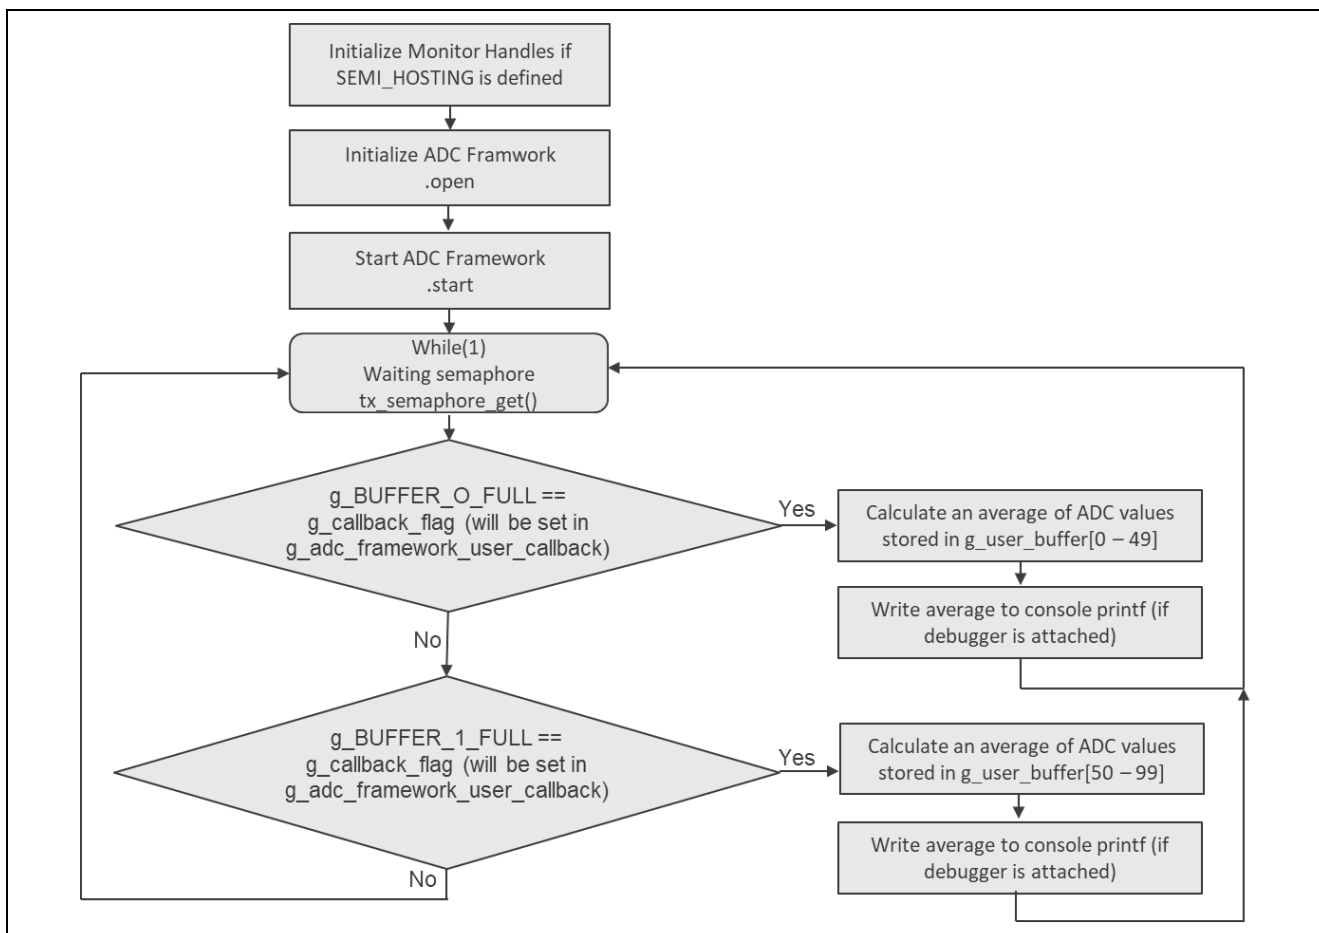 Initialize Monitor Handles if
SEMI_HOSTING is defined
Initialize ADC Framwork
.open
Start ADC Framework
.start
While(1)
Waiting semaphore
tx_semaphore_get()
g_BUFFER_O_FULL ==
g_callback_flag (will be set in
g_adc_framework_user_callback)
Yes
Calculate an average of ADC values
stored in g_user_buffer[0 – 49]
Write average to console printf (if
debugger is attached)
No
g_BUFFER_1_FULL ==
g_callback_flag (will be set in
g_adc_framework_user_callback)
Yes
Calculate an average of ADC values
stored in g_user_buffer[50 – 99]
Write average to console printf (if
debugger is attached)
No